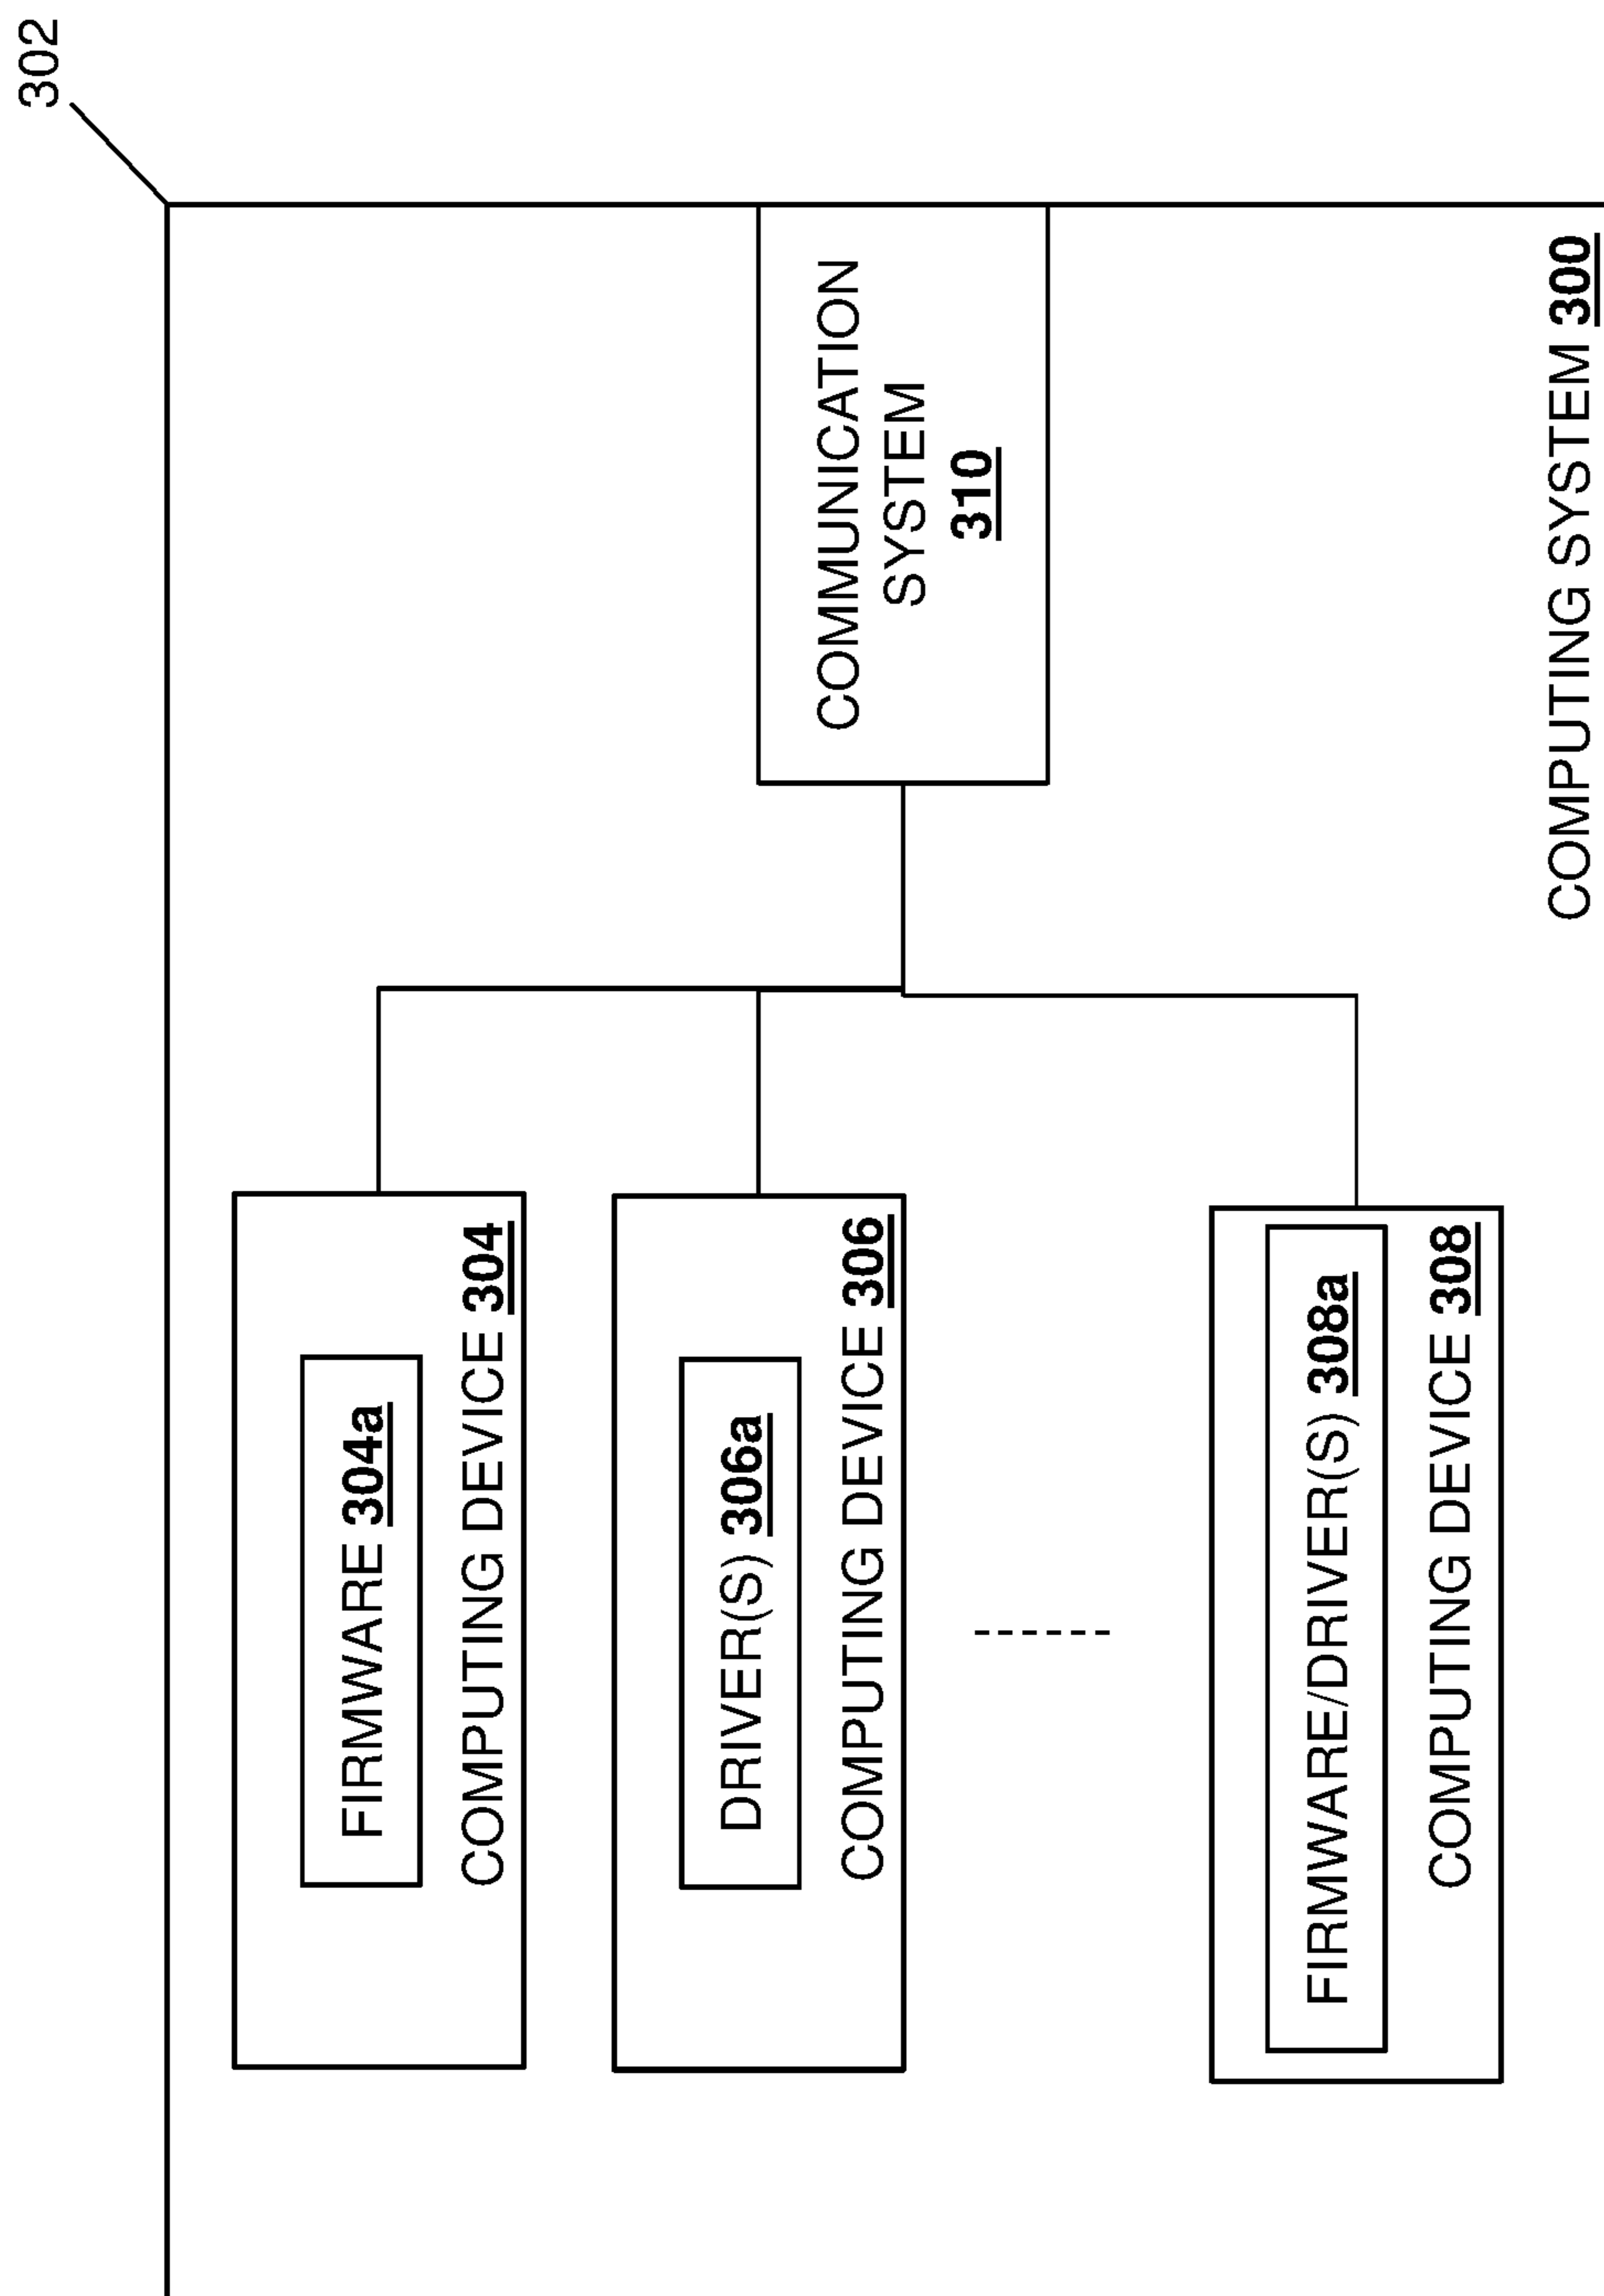 302
FIRMWARE 304a
COMPUTING DEVICE 304
DRIVER(S) 306a
COMPUTING DEVICE 306
FIRMWARE/DRIVER(S) 308a
COMPUTING DEVICE 308
COMMUNICATION
SYSTEM
310
COMPUTING SYSTEM 300